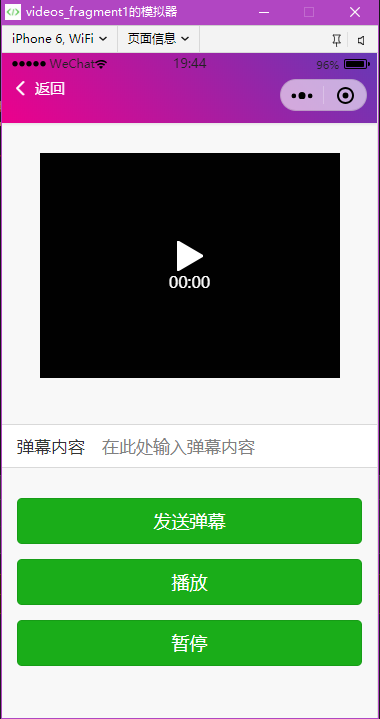 videos_fragment1的模拟器
iPhone 6, WiFi 页面信息
WeChat 19:44 96%
返回
00:00
弹幕内容 在此处输入弹幕内容
发送弹幕
播放
暂停